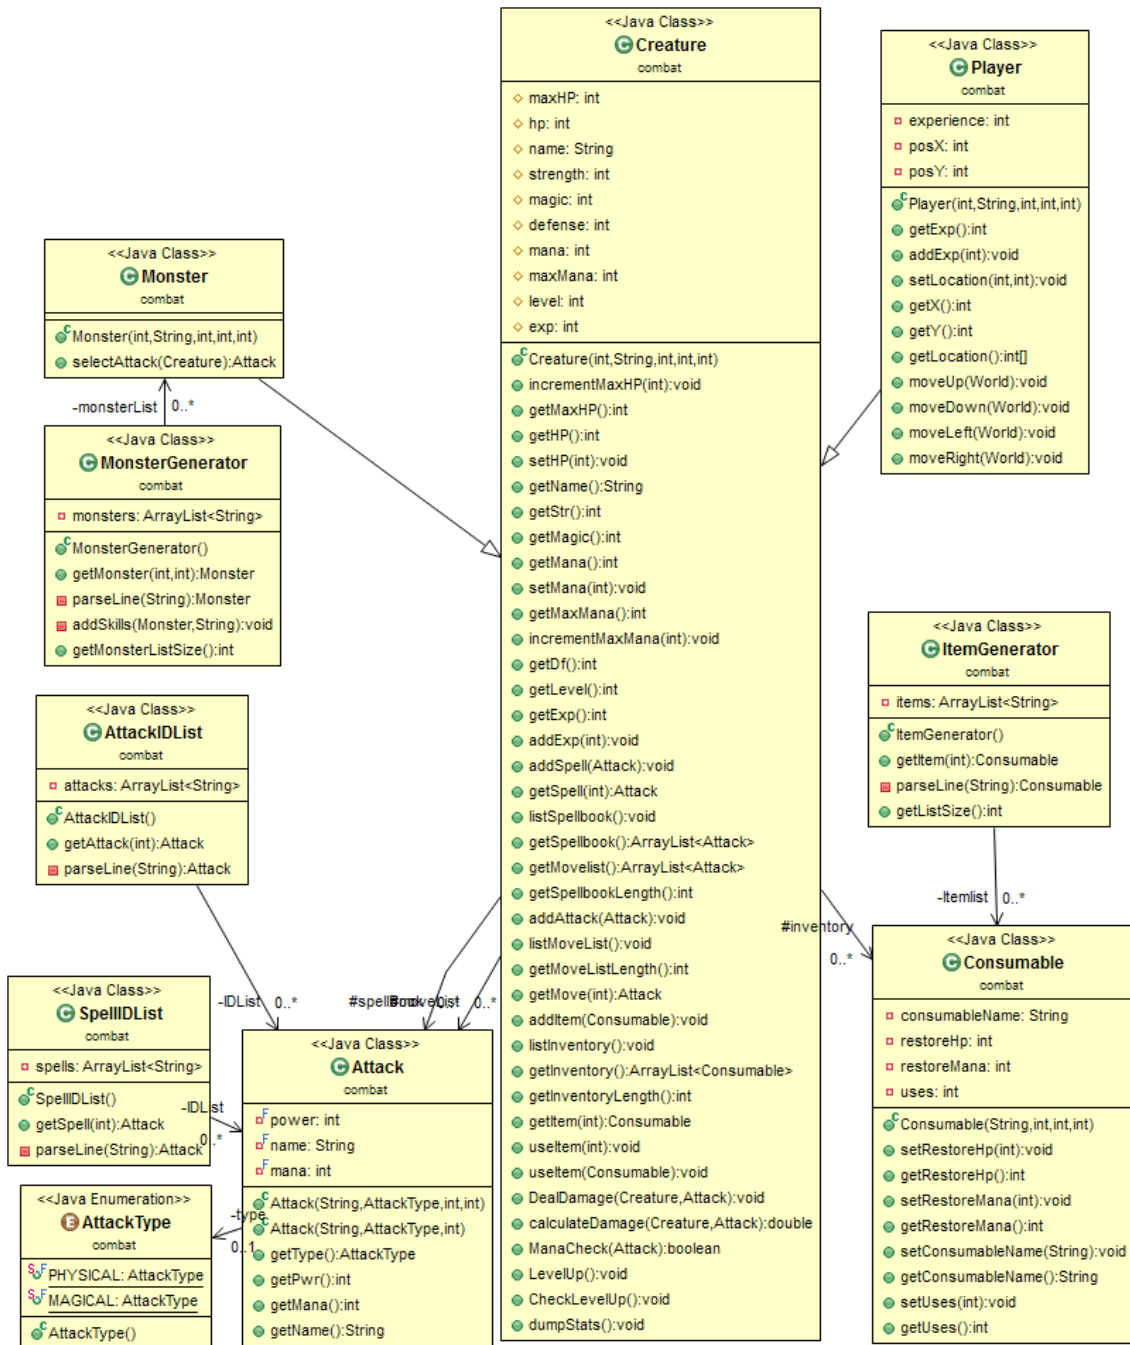 <<Java Class>>
Creature
combat
maxHP: int
hp: int
name: String
strength: int
magic: int
defense: int
mana: int
maxMana: int
level: int
exp: int
Creature(int,String,int,int,int)
incrementMaxHP(int):void
getMaxHP():int
getHP():int
setHP(int):void
getName():String
getStr():int
getMagic():int
getMana():int
setMana(int):void
getMaxMana():int
incrementMaxMana(int):void
getDf():int
getLevel():int
getExp():int
addExp(int):void
addSpell(Attack):void
getSpell(int):Attack
listSpellbook():void
getSpellbook():ArrayList<Attack>
getMovelist():ArrayList<Attack>
getSpellbookLength():int
addAttack(Attack):void
listMoveList():void
getMoveListLength():int
getMove(int):Attack
addItem(Consumable):void
listInventory():void
getInventory():ArrayList<Consumable>
getInventoryLength():int
getItem(int):Consumable
useItem(int):void
useItem(Consumable):void
DealDamage(Creature,Attack):void
calculateDamage(Creature,Attack):double
ManaCheck(Attack):boolean
LevelUp():void
CheckLevelUp():void
dumpStats():void
<<Java Class>>
Player
combat
experience: int
posX: int
posY: int
Player(int,String,int,int,int)
getExp():int
addExp(int):void
setLocation(int,int):void
getX():int
getY():int
getLocation():int[]
moveUp(World):void
moveDown(World):void
moveLeft(World):void
moveRight(World):void
<<Java Class>>
Monster
combat
Monster(int,String,int,int,int)
selectAttack(Creature):Attack
-monsterList 0..*
<<Java Class>>
MonsterGenerator
combat
monsters: ArrayList<String>
MonsterGenerator()
getMonster(int,int):Monster
parseLine(String):Monster
addSkills(Monster,String):void
getMonsterListSize():int
<<Java Class>>
ItemGenerator
combat
items: ArrayList<String>
ItemGenerator()
getItem(int):Consumable
parseLine(String):Consumable
getListSize():int
-Itemlist 0..*
<<Java Class>>
AttackIDList
combat
attacks: ArrayList<String>
AttackIDList()
getAttack(int):Attack
parseLine(String):Attack
-IDList 0..*
#inventory
0..*
0..*
<<Java Class>>
Consumable
combat
consumableName: String
restoreHp: int
restoreMana: int
uses: int
Consumable(String,int,int,int)
setRestoreHp(int):void
getRestoreHp():int
setRestoreMana(int):void
getRestoreMana():int
setConsumableName(String):void
getConsumableName():String
setUses(int):void
getUses():int
<<Java Class>>
SpellIDList
combat
spells: ArrayList<String>
SpellIDList()
getSpell(int):Attack
parseLine(String):Attack
-IDList
0..*
<<Java Class>>
Attack
combat
power: int
name: String
mana: int
Attack(String,AttackType,int,int)
Attack(String,AttackType,int)
getType():AttackType
getPwr():int
getMana():int
getName():String
-type
0..1
<<Java Enumeration>>
AttackType
combat
PHYSICAL: AttackType
MAGICAL: AttackType
AttackType()